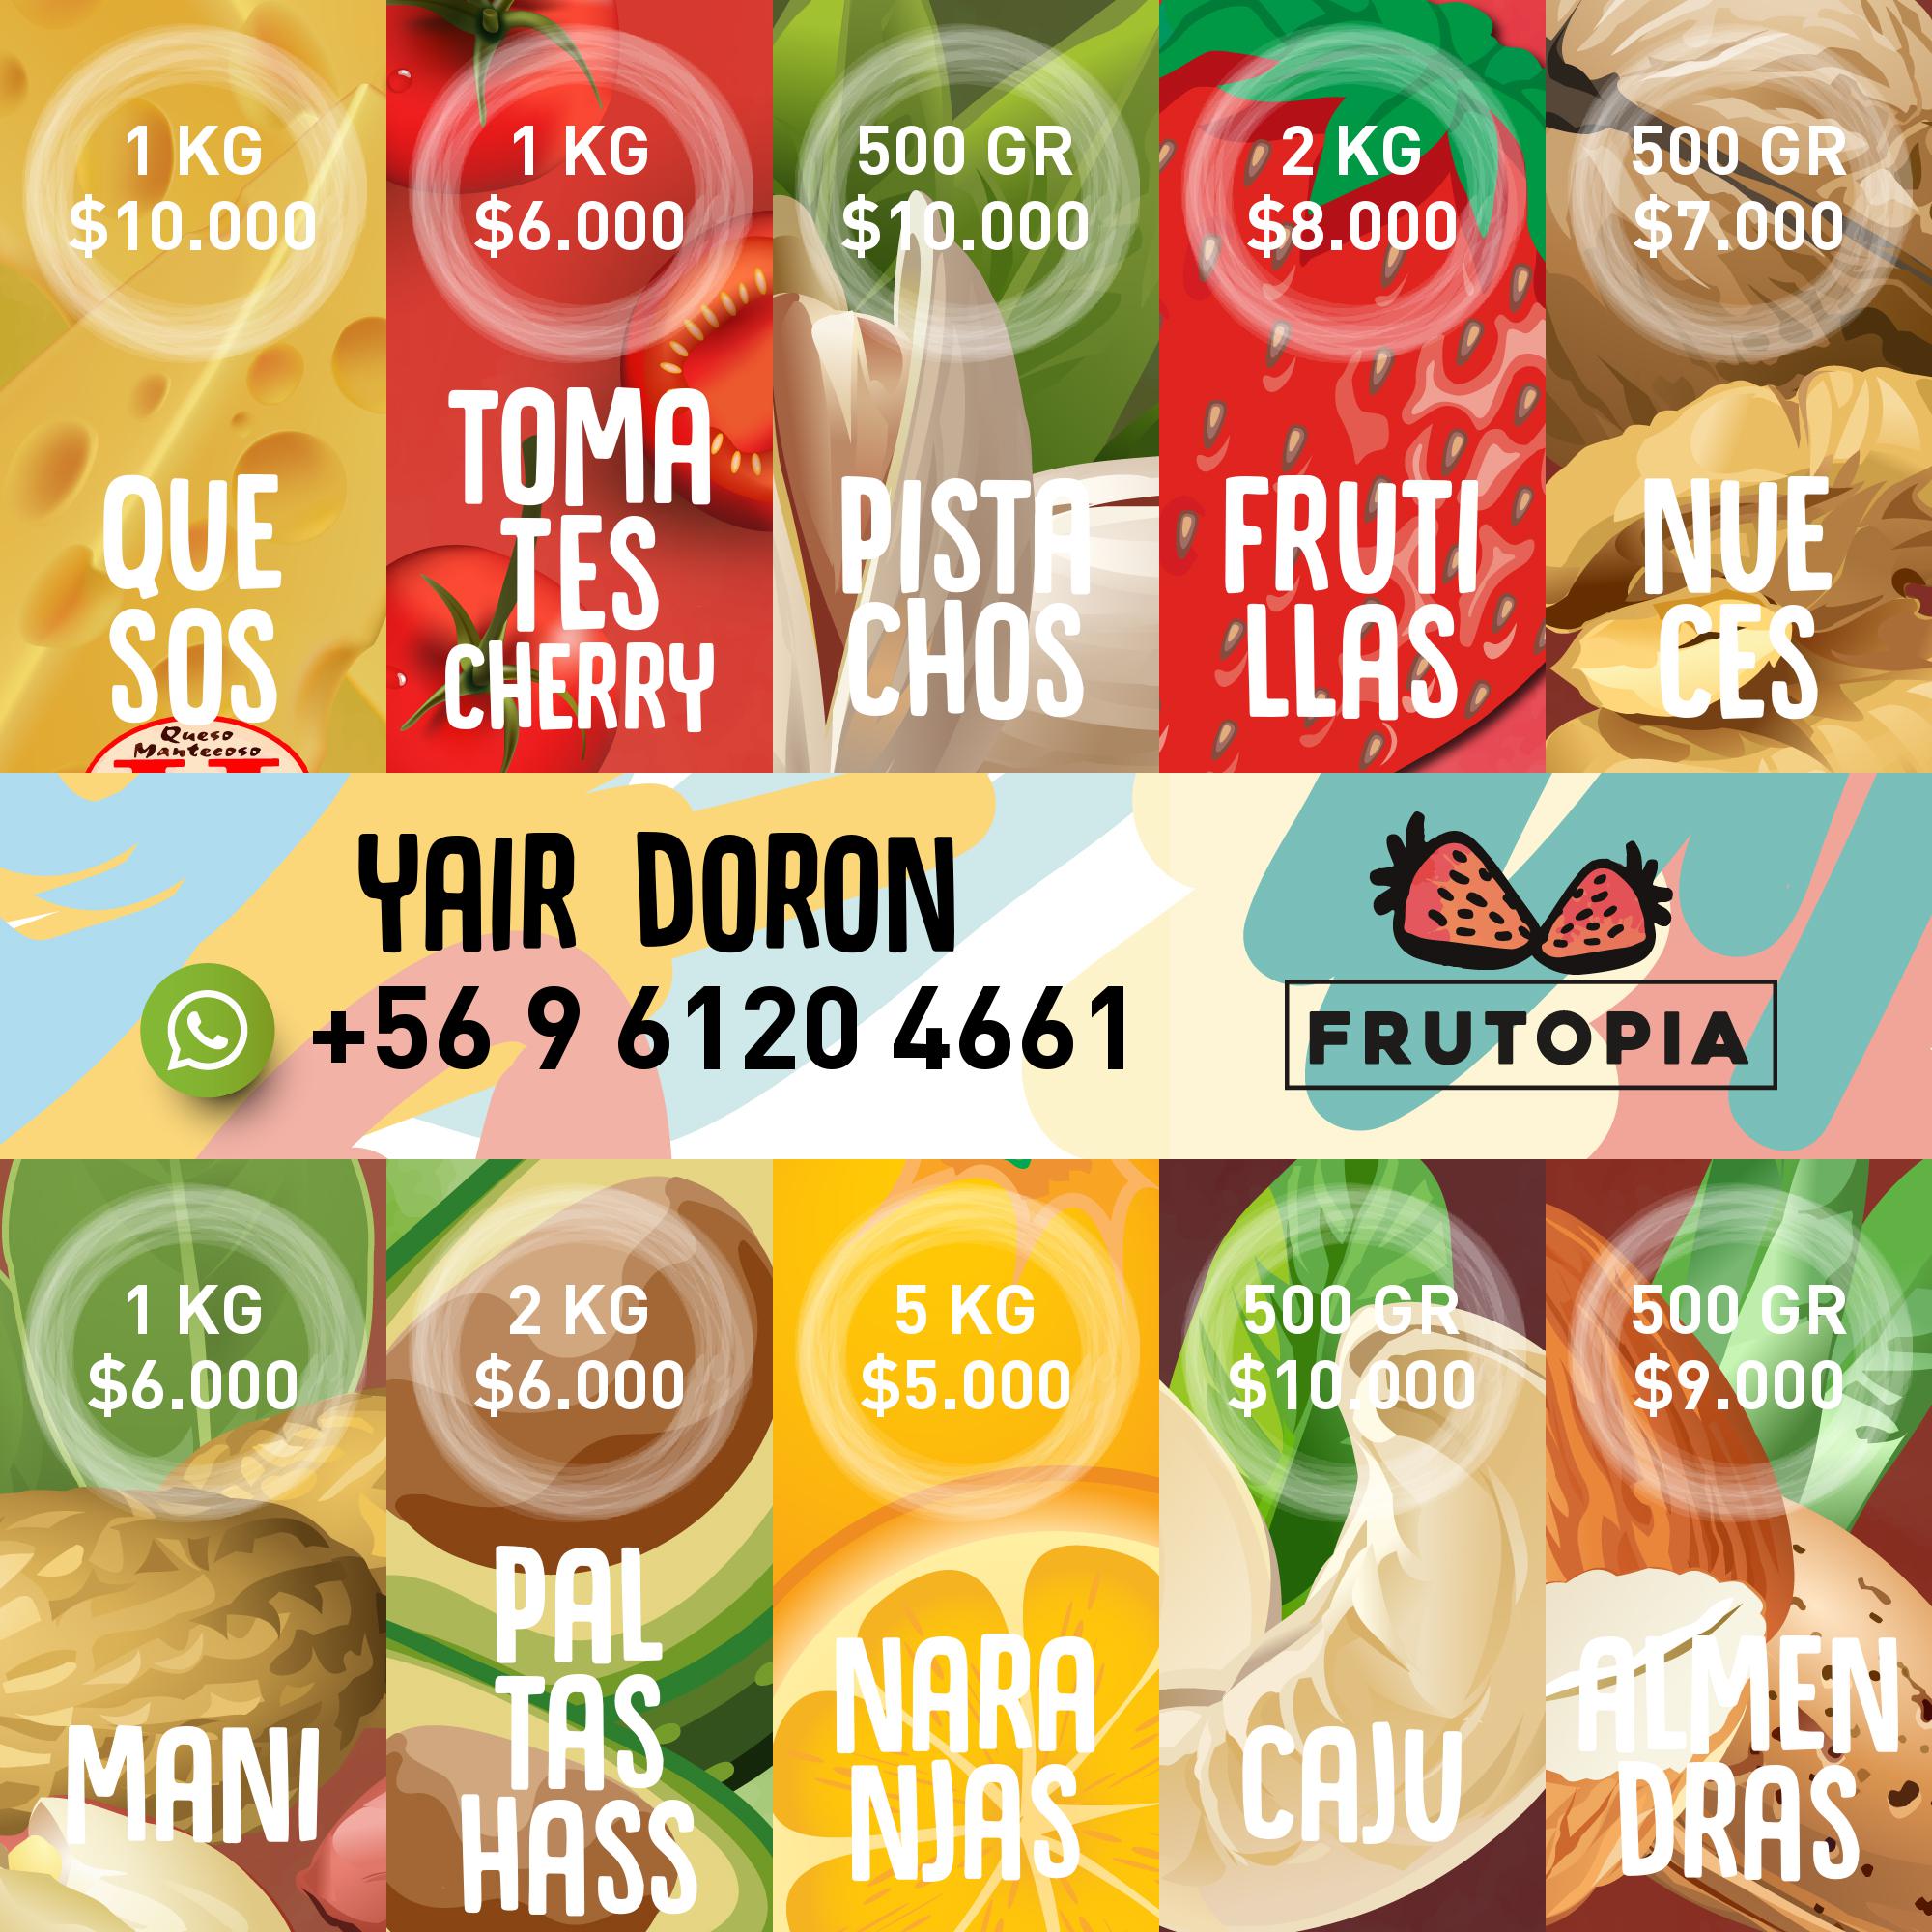 1 KG
$10.000
QUE
SOS
Queso
Mantecoso
1 KG
$6.000
TOMA
TES
CHERRY
500 GR
$10.000
PISTA
CHOS
2 KG
$8.000
FRUTI
LLAS
500 GR
$7.000
NUE
CES
YAIR DORON
+56 9 6120 4661
FRUTOPIA
1 KG
$6.000
MANI
2 KG
$6.000
PAL
TAS
HASS
5 KG
$5.000
NARA
NJAS
500 GR
$10.000
CAJU
500 GR
$9.000
ALMEN
DRAS